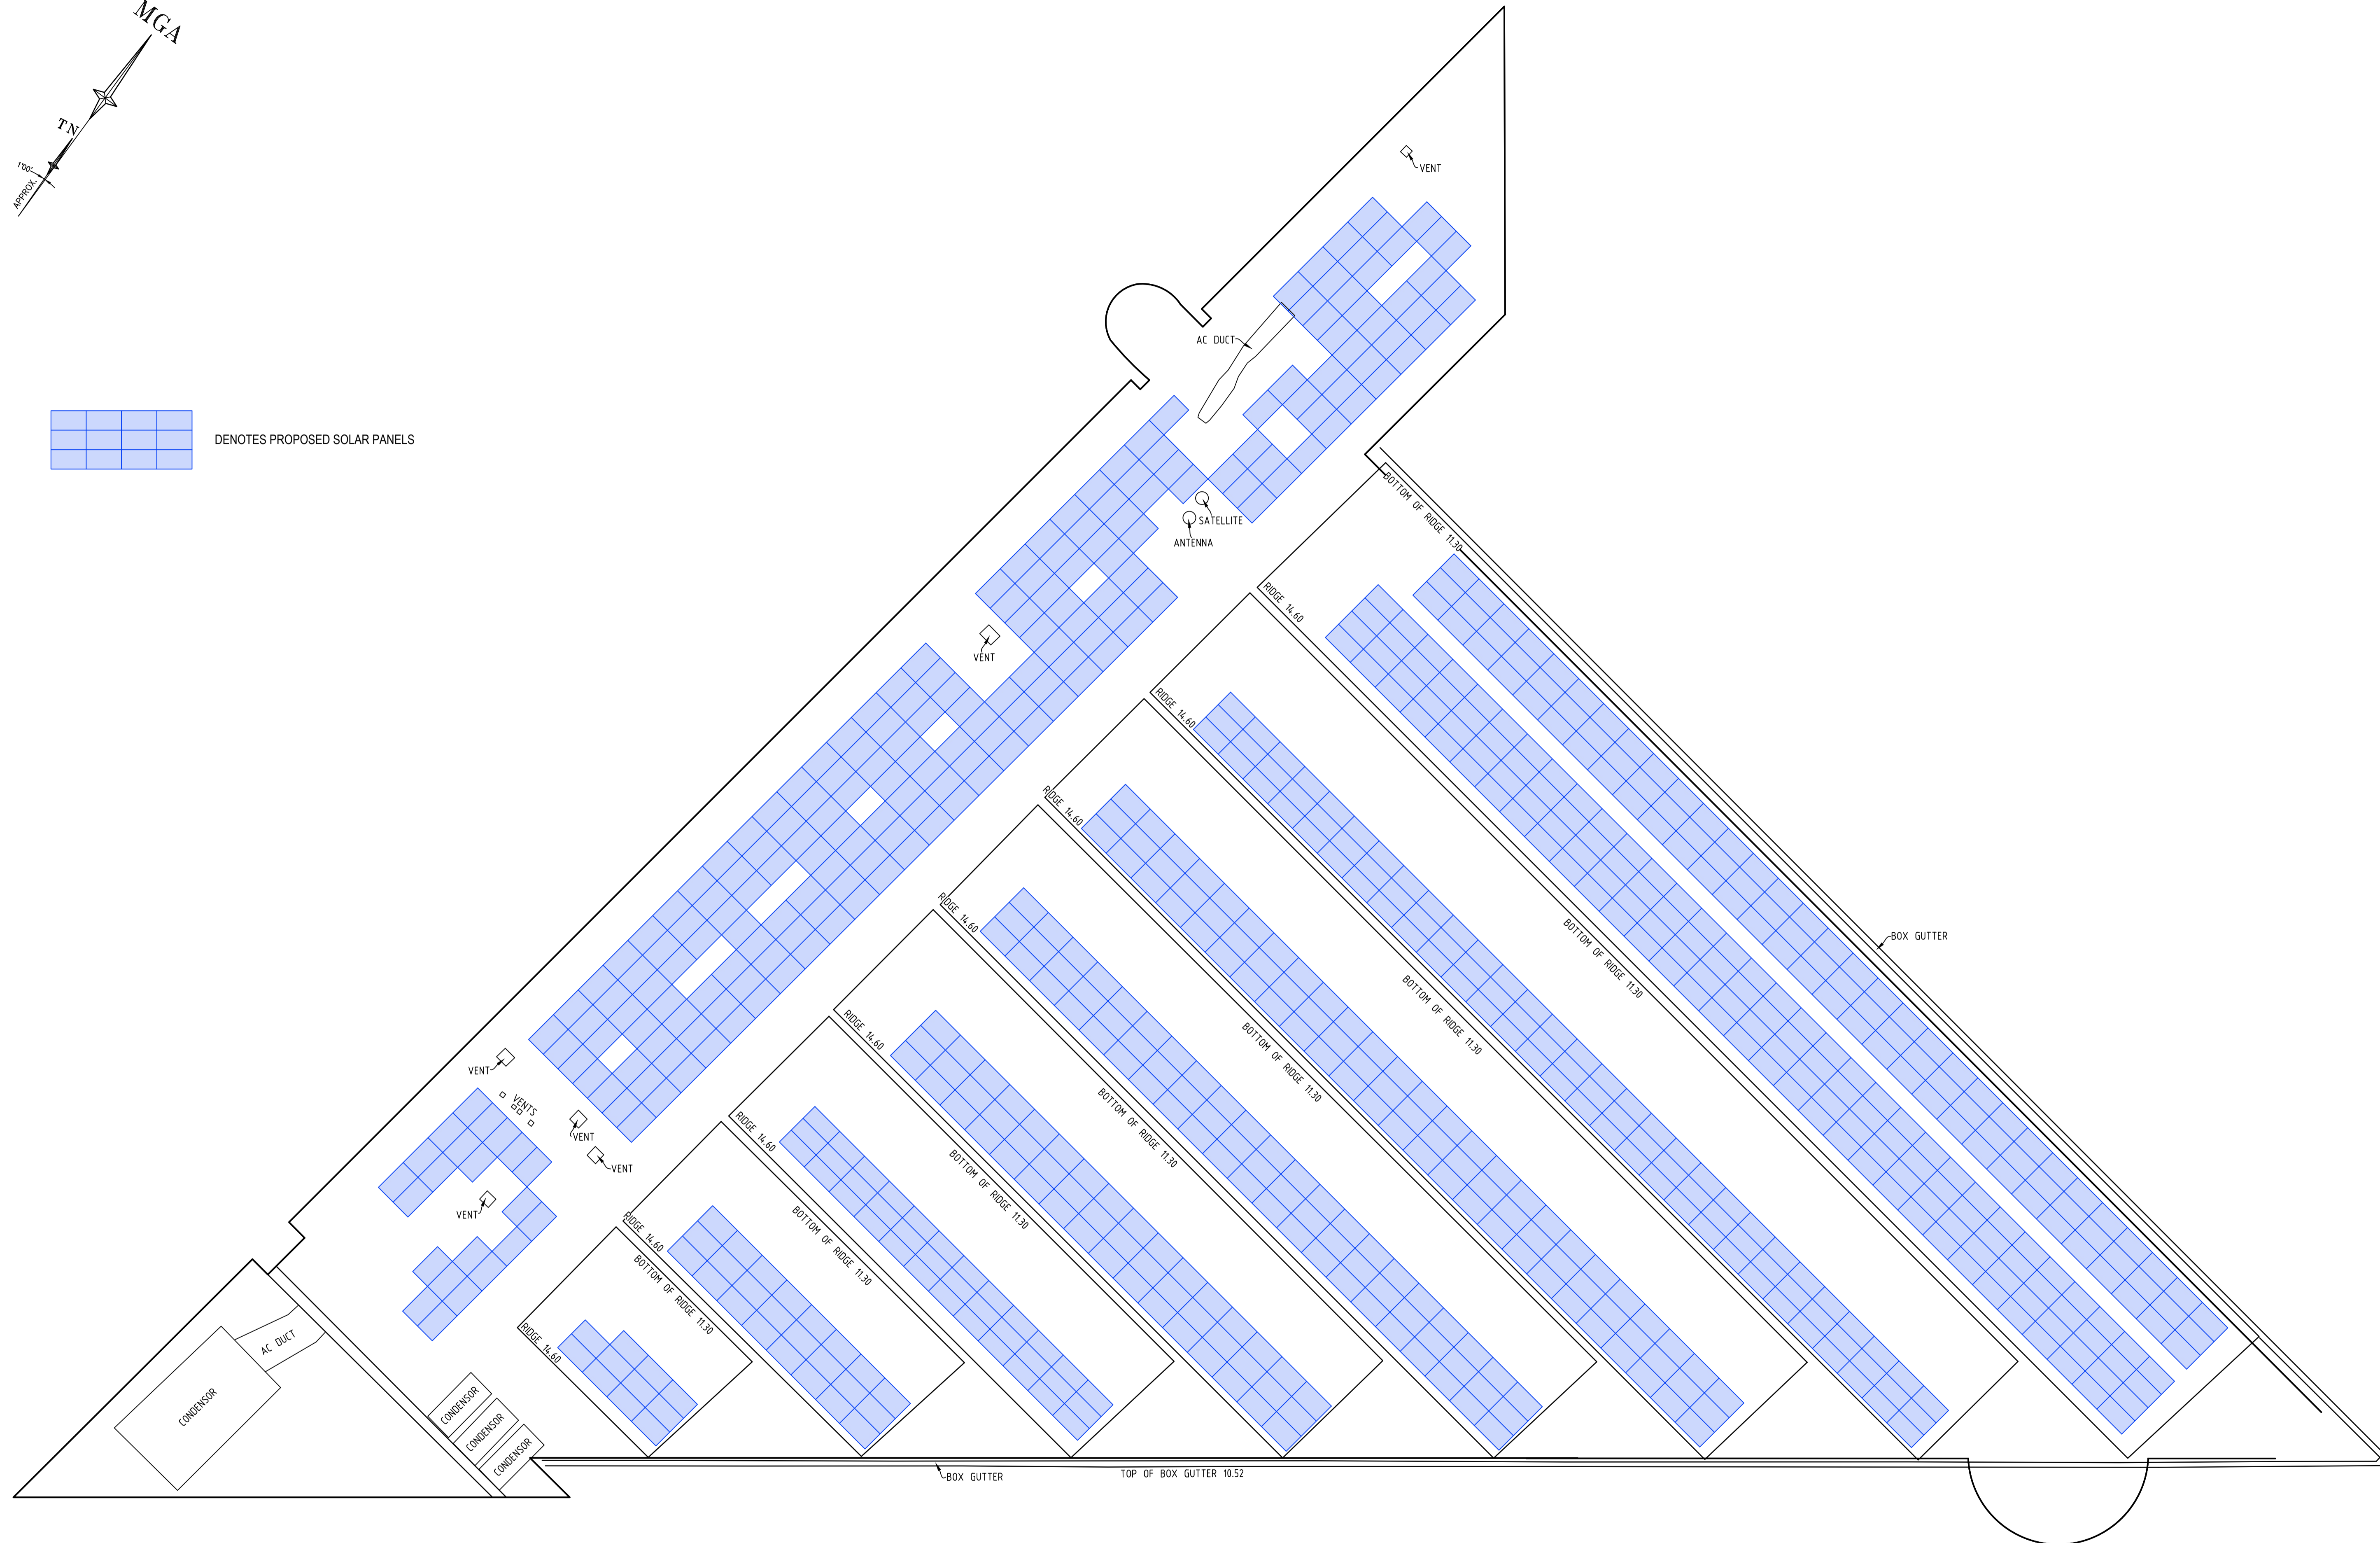 MGA
TN
1°00'
APPROX.
VENT
AC DUCT
DENOTES PROPOSED SOLAR PANELS
BOTTOM OF RIDGE 11.30
SATELLITE
ANTENNA
RIDGE 14.60
VENT
RIDGE 14.60
RIDGE 14.60
RIDGE 14.60
BOX GUTTER
BOTTOM OF RIDGE 11.30
BOTTOM OF RIDGE 11.30
RIDGE 14.60
BOTTOM OF RIDGE 11.30
VENT
VENTS
VENT
RIDGE 14.60
BOTTOM OF RIDGE 11.30
VENT
BOTTOM OF RIDGE 11.30
VENT
RIDGE 14.60
BOTTOM OF RIDGE 11.30
BOTTOM OF RIDGE 11.30
RIDGE 14.60
AC DUCT
CONDENSOR
CONDENSOR
CONDENSOR
CONDENSOR
BOX GUTTER
TOP OF BOX GUTTER 10.52